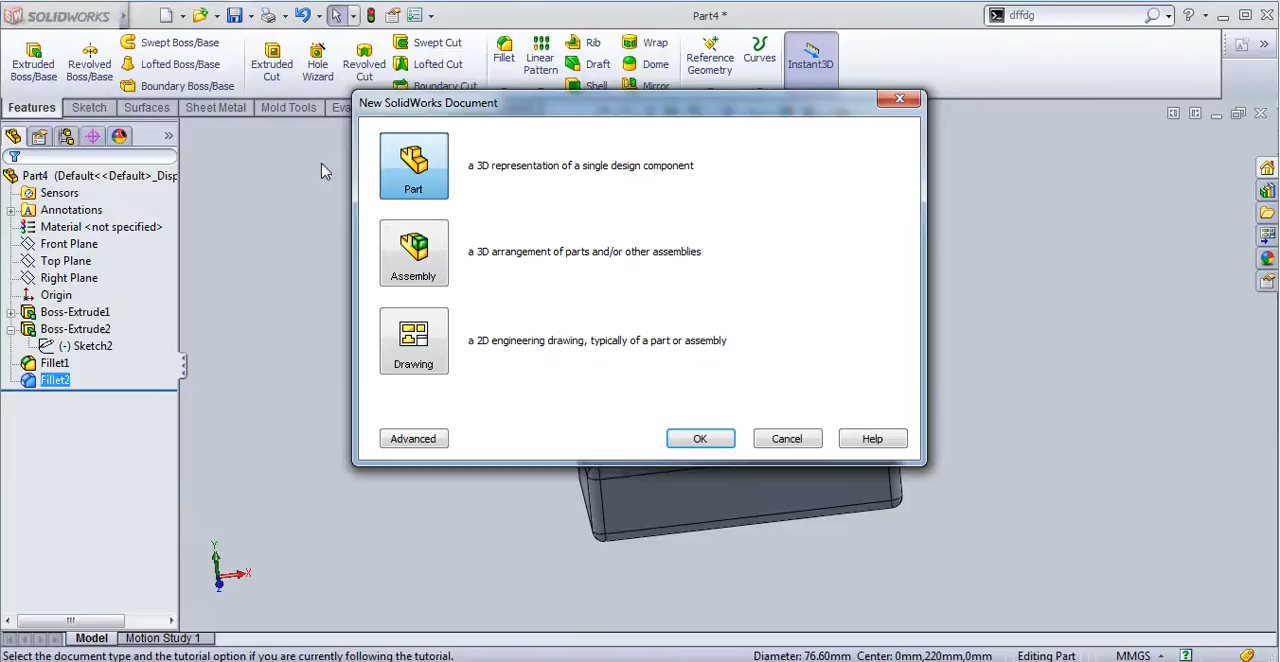 SOLIDWORKS
Part4 *
dffdg
Extruded Boss/Base
Revolved Boss/Base
Swept Boss/Base
Lofted Boss/Base
Boundary Boss/Base
Extruded Cut
Hole Wizard
Revolved Cut
Swept Cut
Lofted Cut
Boundary Cut
Fillet
Linear Pattern
Rib
Draft
Shell
Wrap
Dome
Mirror
Reference Geometry
Curves
Instant3D
Features
Sketch
Surfaces
Sheet Metal
Mold Tools
Eva
New SolidWorks Document
Part
a 3D representation of a single design component
Assembly
a 3D arrangement of parts and/or other assemblies
Drawing
a 2D engineering drawing, typically of a part or assembly
Advanced
OK
Cancel
Help
Part4 (Default<<Default>_Disp
Sensors
Annotations
Material <not specified>
Front Plane
Top Plane
Right Plane
Origin
Boss-Extrude1
Boss-Extrude2
(-) Sketch2
Fillet1
Fillet2
Y
X
Z
Model
Motion Study 1
Select the document type and the tutorial option if you are currently following the tutorial.
Diameter: 76.60mm Center: 0mm,220mm,0mm
Editing Part
MMGS